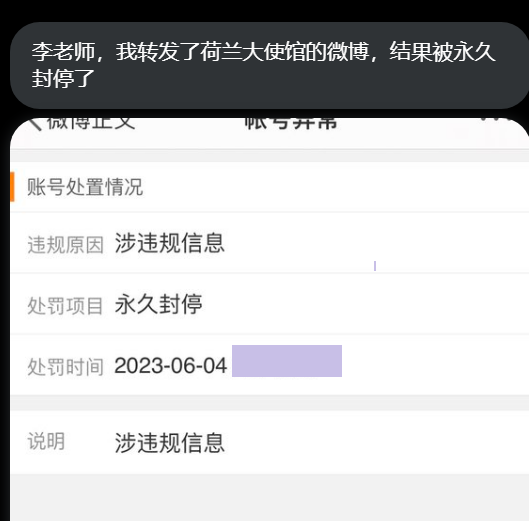 李老师，我转发了荷兰大使馆的微博，结果被永久
封停了
微博正文 帐号异常
账号处置情况
违规原因 涉违规信息
处罚项目 永久封停
处罚时间 2023-06-04
说明 涉违规信息